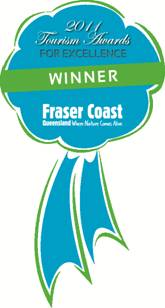 2011
Tourism Awards
FOR EXCELLENCE
WINNER
Fraser Coast
Queensland Where Nature Comes Alive